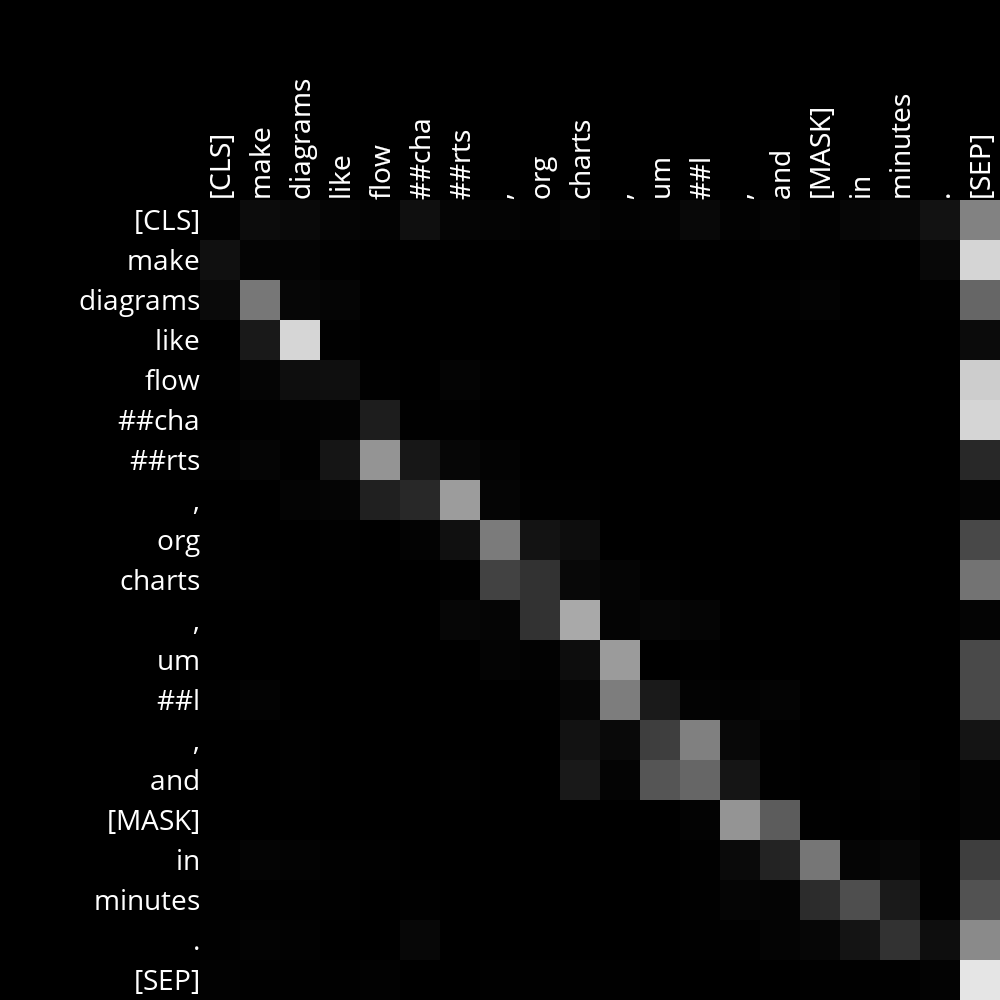 [CLS]
make
diagrams
like
flow
##cha
##rts
,
org
charts
,
um
##l
,
and
[MASK]
in
minutes
.
[SEP]
[CLS]
make
diagrams
like
flow
##cha
##rts
,
org
charts
,
um
##l
,
and
[MASK]
in
minutes
.
[SEP]